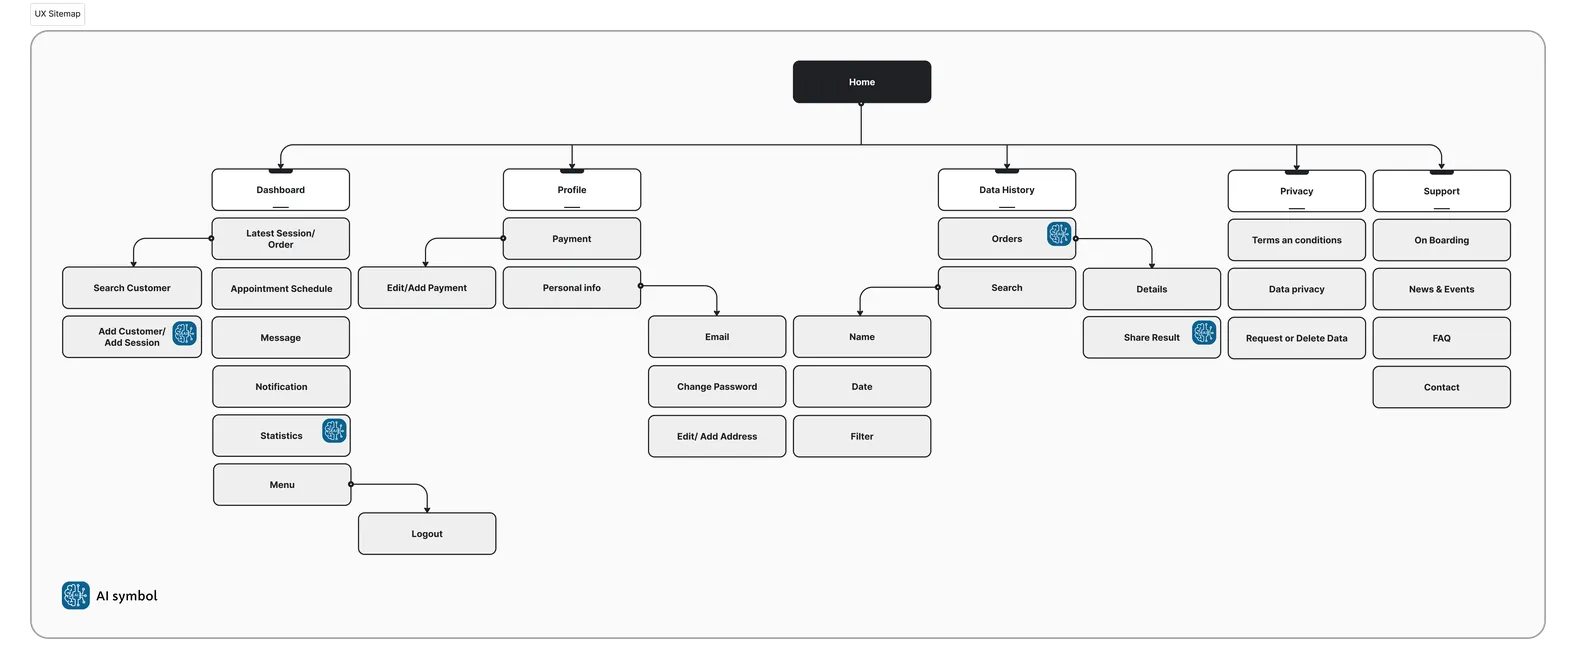 UX Sitemap
Home
Dashboard
Latest Session/
Order
Search Customer
Add Customer/
Add Session
Appointment Schedule
Message
Notification
Statistics
Menu
Logout
Profile
Payment
Edit/Add Payment
Personal info
Email
Change Password
Edit/ Add Address
Data History
Orders
Search
Name
Date
Filter
Details
Share Result
Privacy
Terms an conditions
Data privacy
Request or Delete Data
Support
On Boarding
News & Events
FAQ
Contact
AI symbol